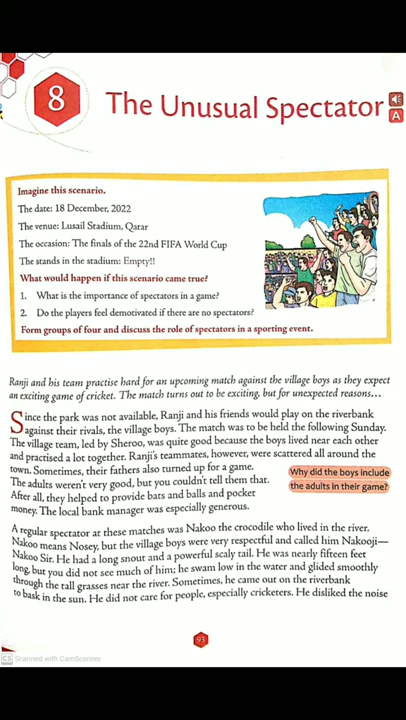 8
The Unusual Spectator
A
Imagine this scenario.
The date: 18 December, 2022
The venue: Lusail Stadium, Qatar
The occasion: The finals of the 22nd FIFA World Cup
The stands in the stadium: Empty!!
What would happen if this scenario came true?
1. What is the importance of spectators in a game?
2. Do the players feel demotivated if there are no spectators?
Form groups of four and discuss the role of spectators in a sporting event.
Ranji and his team practise hard for an upcoming match against the village boys as they expect
an exciting game of cricket. The match turns out to be exciting, but for unexpected reasons...
Since the park was not available, Ranji and his friends would play on the riverbank
against their rivals, the village boys. The match was to be held the following Sunday.
The village team, led by Sheroo, was quite good because the boys lived near each other
and practised a lot together. Ranji's teammates, however, were scattered all around the
town. Sometimes, their fathers also turned up for a game.
The adults weren't very good, but you couldn't tell them that.
After all, they helped to provide bats and balls and pocket
money. The local bank manager was especially generous.
Why did the boys include
the adults in their game?
A regular spectator at these matches was Nakoo the crocodile who lived in the river.
Nakoo means Nosey, but the village boys were very respectful and called him Nakooji—
Nakoo Sir. He had a long snout and a powerful scaly tail. He was nearly fifteen feet
long, but you did not see much of him; he swam low in the water and glided smoothly
through the tall grasses near the river. Sometimes, he came out on the riverbank
to bask in the sun. He did not care for people, especially cricketers. He disliked the noise
93
CS Scanned with CamScanner